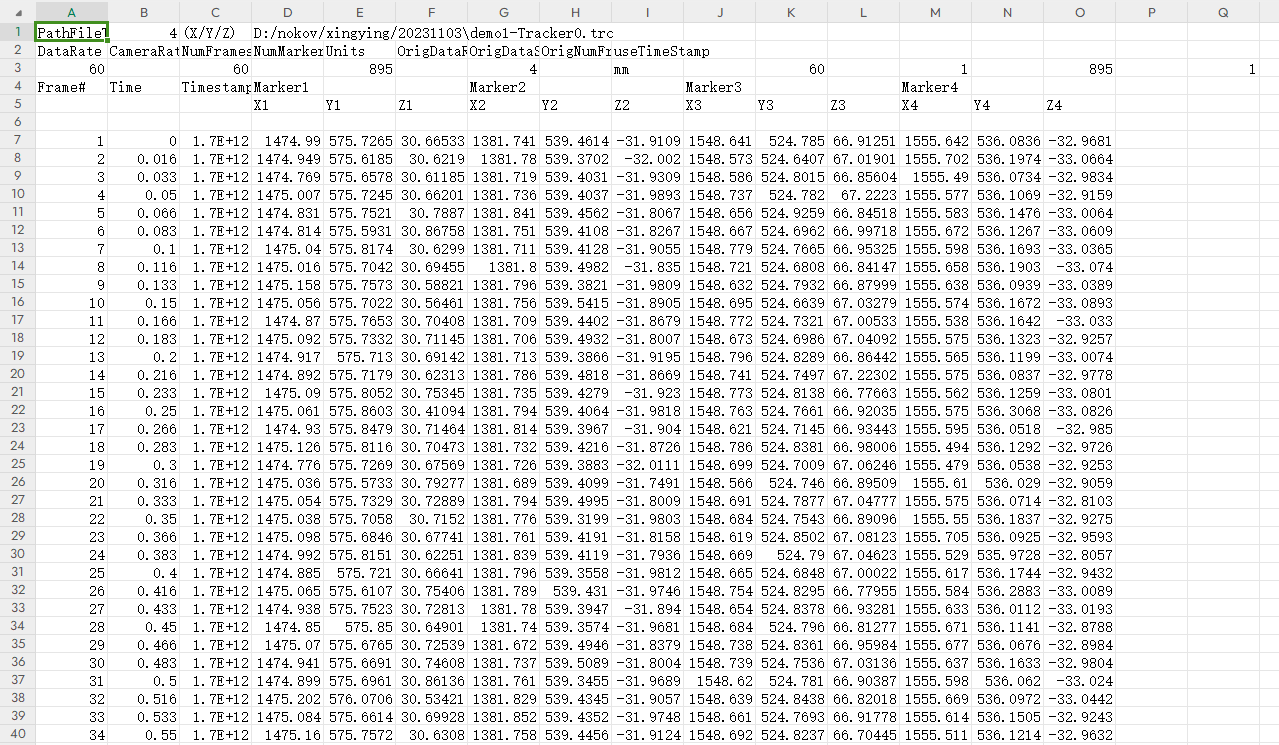 A B C D E F G H I J K L M N O P Q
1 PathFileT 4 (X/Y/Z) D:/nokov/xingying/20231103\demo1-Tracker0.trc
2 DataRate CameraRat NumFrames NumMarker Units OrigDataR OrigDataS OrigNumFr useTimeStamp
3 60 60 895 4 mm 60 1 895 1
4 Frame# Time Timestamp Marker1 Marker2 Marker3 Marker4
5 X1 Y1 Z1 X2 Y2 Z2 X3 Y3 Z3 X4 Y4 Z4
6
7 1 0 1.7E+12 1474.99 575.7265 30.66533 1381.741 539.4614 -31.9109 1548.641 524.785 66.91251 1555.642 536.0836 -32.9681
8 2 0.016 1.7E+12 1474.949 575.6185 30.6219 1381.78 539.3702 -32.002 1548.573 524.6407 67.01901 1555.702 536.1974 -33.0664
9 3 0.033 1.7E+12 1474.769 575.6578 30.61185 1381.719 539.4031 -31.9309 1548.586 524.8015 66.85604 1555.49 536.0734 -32.9834
10 4 0.05 1.7E+12 1475.007 575.7245 30.66201 1381.736 539.4037 -31.9893 1548.737 524.782 67.2223 1555.577 536.1069 -32.9159
11 5 0.066 1.7E+12 1474.831 575.7521 30.7887 1381.841 539.4562 -31.8067 1548.656 524.9259 66.84518 1555.583 536.1476 -33.0064
12 6 0.083 1.7E+12 1474.814 575.5931 30.86758 1381.751 539.4108 -31.8267 1548.667 524.6962 66.99718 1555.672 536.1267 -33.0609
13 7 0.1 1.7E+12 1475.04 575.8174 30.6299 1381.711 539.4128 -31.9055 1548.779 524.7665 66.95325 1555.598 536.1693 -33.0365
14 8 0.116 1.7E+12 1475.016 575.7042 30.69455 1381.8 539.4982 -31.835 1548.721 524.6808 66.84147 1555.658 536.1903 -33.074
15 9 0.133 1.7E+12 1475.158 575.7573 30.58821 1381.796 539.3821 -31.9809 1548.632 524.7932 66.87999 1555.638 536.0939 -33.0389
16 10 0.15 1.7E+12 1475.056 575.7022 30.56461 1381.756 539.5415 -31.8905 1548.695 524.6639 67.03279 1555.574 536.1672 -33.0893
17 11 0.166 1.7E+12 1474.87 575.7653 30.70408 1381.709 539.4402 -31.8679 1548.772 524.7321 67.00533 1555.538 536.1642 -33.033
18 12 0.183 1.7E+12 1475.092 575.7332 30.71145 1381.706 539.4932 -31.8007 1548.673 524.6986 67.04092 1555.575 536.1323 -32.9257
19 13 0.2 1.7E+12 1474.917 575.713 30.69142 1381.713 539.3866 -31.9195 1548.796 524.8289 66.86442 1555.565 536.1199 -33.0074
20 14 0.216 1.7E+12 1474.892 575.7179 30.62313 1381.786 539.4818 -31.8669 1548.741 524.7497 67.22302 1555.575 536.0837 -32.9778
21 15 0.233 1.7E+12 1475.09 575.8052 30.75345 1381.735 539.4279 -31.923 1548.773 524.8138 66.77663 1555.562 536.1259 -33.0801
22 16 0.25 1.7E+12 1475.061 575.8603 30.41094 1381.794 539.4064 -31.9818 1548.763 524.7661 66.92035 1555.575 536.3068 -33.0826
23 17 0.266 1.7E+12 1474.93 575.8479 30.71464 1381.814 539.3967 -31.904 1548.621 524.7145 66.93443 1555.595 536.0518 -32.985
24 18 0.283 1.7E+12 1475.126 575.8116 30.70473 1381.732 539.4216 -31.8726 1548.786 524.8381 66.98006 1555.494 536.1292 -32.9726
25 19 0.3 1.7E+12 1474.776 575.7269 30.67569 1381.726 539.3883 -32.0111 1548.699 524.7009 67.06246 1555.479 536.0538 -32.9253
26 20 0.316 1.7E+12 1475.036 575.5733 30.79277 1381.689 539.4099 -31.7491 1548.566 524.746 66.89509 1555.61 536.029 -32.9059
27 21 0.333 1.7E+12 1475.054 575.7329 30.72889 1381.794 539.4995 -31.8009 1548.691 524.7877 67.04777 1555.575 536.0714 -32.8103
28 22 0.35 1.7E+12 1475.038 575.7058 30.7152 1381.776 539.3199 -31.9803 1548.684 524.7543 66.89096 1555.55 536.1837 -32.9275
29 23 0.366 1.7E+12 1475.098 575.6846 30.67741 1381.761 539.4191 -31.8158 1548.619 524.8502 67.08123 1555.705 536.0925 -32.9593
30 24 0.383 1.7E+12 1474.992 575.8151 30.62251 1381.839 539.4119 -31.7936 1548.669 524.79 67.04623 1555.529 535.9728 -32.8057
31 25 0.4 1.7E+12 1474.885 575.721 30.66641 1381.796 539.3558 -31.9812 1548.665 524.6848 67.00022 1555.617 536.1744 -32.9432
32 26 0.416 1.7E+12 1475.065 575.6107 30.75406 1381.789 539.431 -31.9746 1548.754 524.8295 66.77955 1555.584 536.2883 -33.0089
33 27 0.433 1.7E+12 1474.938 575.7523 30.72813 1381.78 539.3947 -31.894 1548.654 524.8378 66.93281 1555.633 536.0112 -33.0193
34 28 0.45 1.7E+12 1474.85 575.85 30.64901 1381.74 539.3574 -31.9681 1548.684 524.796 66.81277 1555.671 536.1141 -32.8788
35 29 0.466 1.7E+12 1475.07 575.6765 30.72539 1381.672 539.4946 -31.8379 1548.738 524.8361 66.95984 1555.677 536.0676 -32.8984
36 30 0.483 1.7E+12 1474.941 575.6691 30.74608 1381.737 539.5089 -31.8004 1548.739 524.7536 67.03136 1555.637 536.1633 -32.9804
37 31 0.5 1.7E+12 1474.899 575.6961 30.86136 1381.761 539.3455 -31.9689 1548.62 524.781 66.90387 1555.598 536.062 -33.024
38 32 0.516 1.7E+12 1475.202 576.0706 30.53421 1381.829 539.4345 -31.9057 1548.639 524.8438 66.82018 1555.669 536.0972 -33.0442
39 33 0.533 1.7E+12 1475.084 575.6614 30.69928 1381.852 539.4352 -31.9748 1548.661 524.7693 66.91778 1555.614 536.1505 -32.9243
40 34 0.55 1.7E+12 1475.16 575.7572 30.6308 1381.758 539.4456 -31.9124 1548.692 524.8237 66.70445 1555.511 536.1214 -32.9632